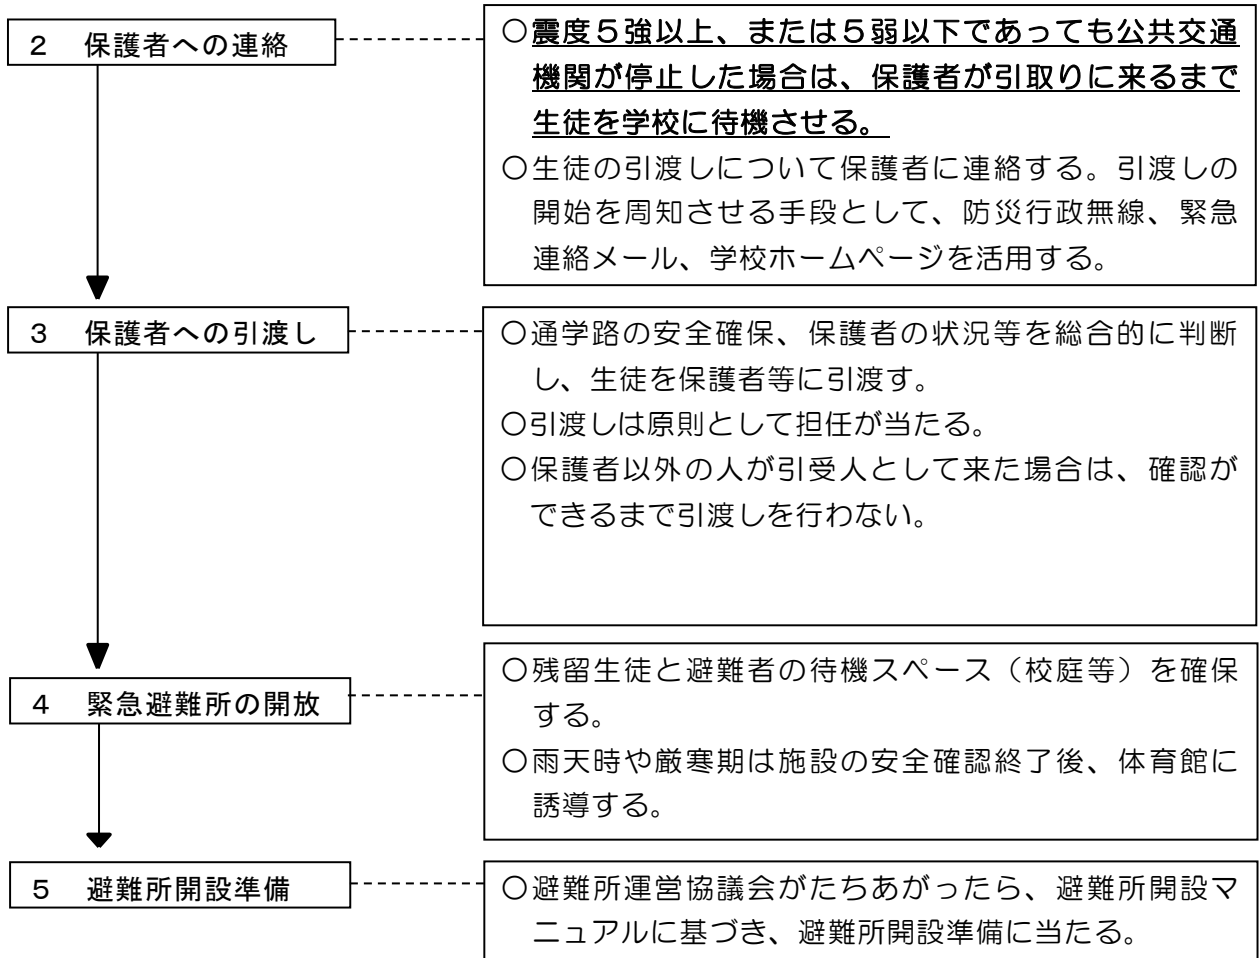 2 保護者への連絡
○震度５強以上、または５弱以下であっても公共交通
機関が停止した場合は、保護者が引取りに来るまで
生徒を学校に待機させる。
○生徒の引渡しについて保護者に連絡する。引渡しの
開始を周知させる手段として、防災行政無線、緊急
連絡メール、学校ホームページを活用する。
3 保護者への引渡し
○通学路の安全確保、保護者の状況等を総合的に判断
し、生徒を保護者等に引渡す。
○引渡しは原則として担任が当たる。
○保護者以外の人が引受人として来た場合は、確認が
できるまで引渡しを行わない。
4 緊急避難所の開放
○残留生徒と避難者の待機スペース（校庭等）を確保
する。
○雨天時や厳寒期は施設の安全確認終了後、体育館に
誘導する。
5 避難所開設準備
○避難所運営協議会がたちあがったら、避難所開設マ
ニュアルに基づき、避難所開設準備に当たる。